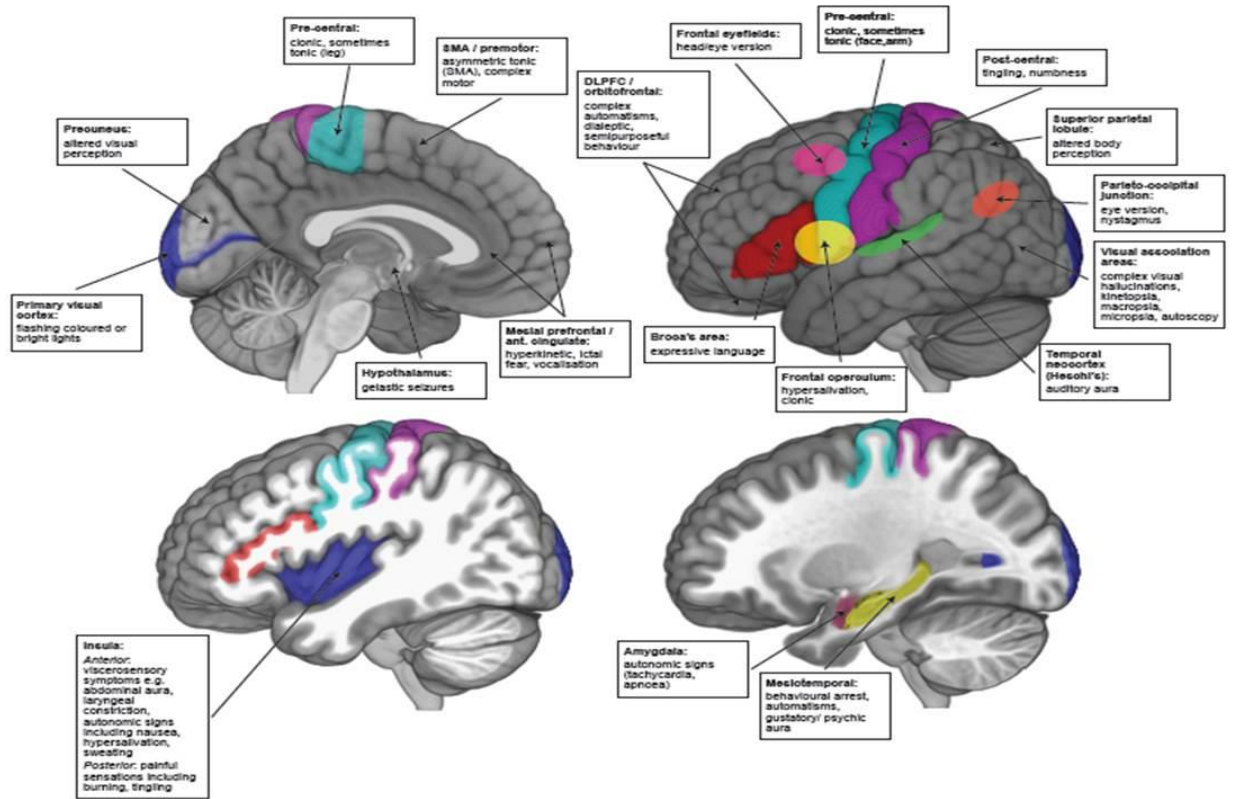 Pre-central:
clonic, sometimes
tonic (leg)
SMA / premotor:
asymmetric tonic
(SMA), complex
motor
Precuneus:
altered visual
perception
Primary visual
cortex:
flashing coloured or
bright lights
Hypothalamus:
gelastic seizures
Mesial prefrontal /
ant. cingulate:
hyperkinetic, ictal
fear, vocalisation
Frontal eyefields:
head/eye version
Pre-central:
clonic, sometimes
tonic (face,arm)
Post-central:
tingling, numbness
DLPFC /
orbitofrontal:
complex
automatisms,
dialeptic,
semipurposeful
behaviour
Superior parietal
lobule:
altered body
perception
Parieto-occipital
junction:
eye version,
nystagmus
Visual association
areas:
complex visual
hallucinations,
kinetopsia,
macropsia,
micropsia, autoscopy
Broca's area:
expressive language
Frontal operculum:
hypersalivation,
clonic
Temporal
neocortex
(Heschl's):
auditory aura
Insula:
Anterior:
viscerosensory
symptoms e.g.
abdominal aura,
laryngeal
constriction,
autonomic signs
including nausea,
hypersalivation,
sweating
Posterior: painful
sensations including
burning, tingling
Amygdala:
autonomic signs
(tachycardia,
apnoea)
Mesiotemporal:
behavioural arrest,
automatisms,
gustatory/ psychic
aura